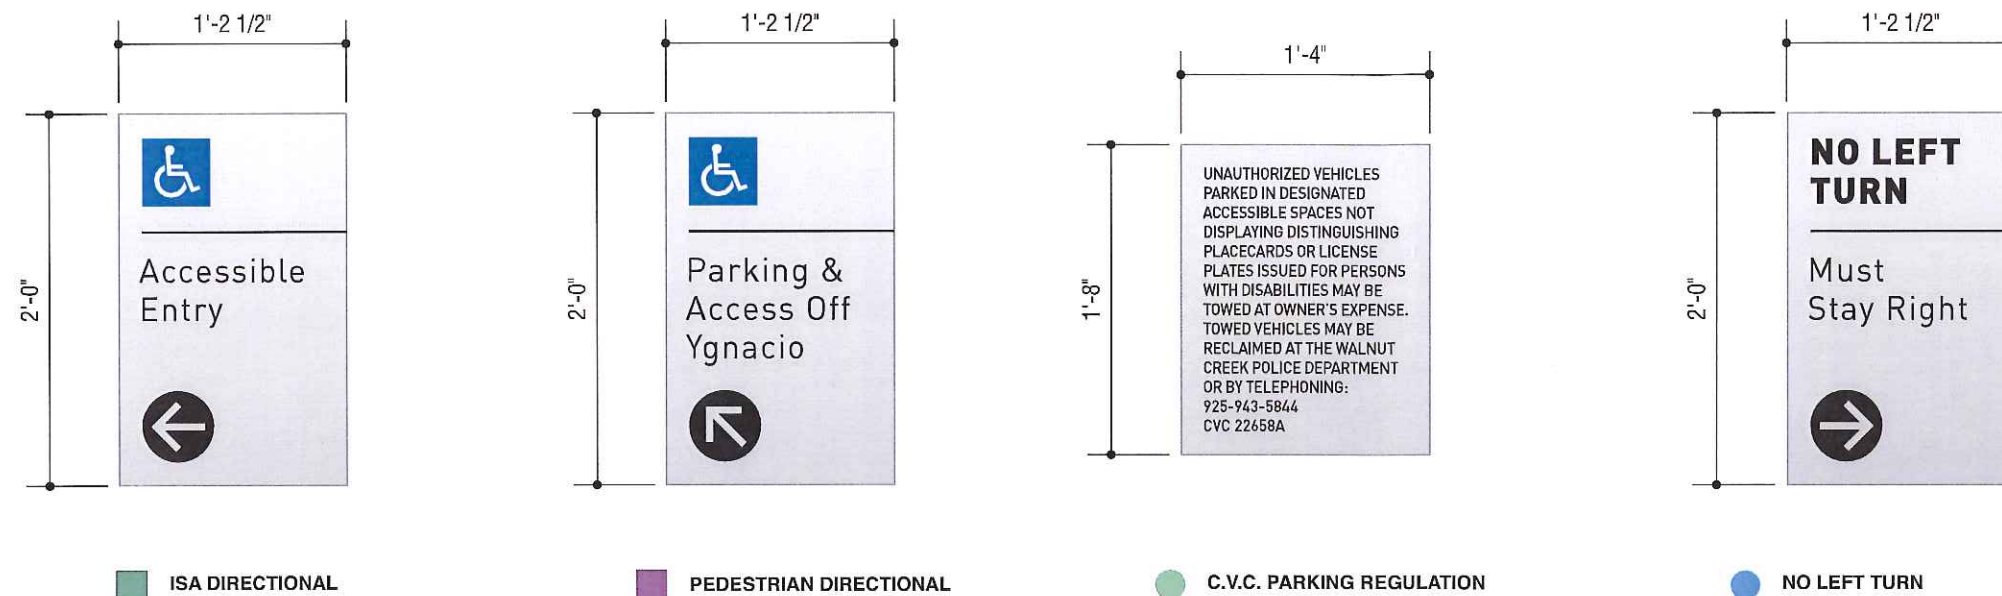 1'-2 1/2"
2'-0"
Accessible
Entry
ISA DIRECTIONAL
1'-2 1/2"
2'-0"
Parking &
Access Off
Ygnacio
PEDESTRIAN DIRECTIONAL
1'-4"
1'-8"
UNAUTHORIZED VEHICLES
PARKED IN DESIGNATED
ACCESSIBLE SPACES NOT
DISPLAYING DISTINGUISHING
PLACECARDS OR LICENSE
PLATES ISSUED FOR PERSONS
WITH DISABILITIES MAY BE
TOWED AT OWNER'S EXPENSE.
TOWED VEHICLES MAY BE
RECLAIMED AT THE WALNUT
CREEK POLICE DEPARTMENT
OR BY TELEPHONING:
925-943-5844
CVC 22658A
C.V.C. PARKING REGULATION
1'-2 1/2"
2'-0"
NO LEFT
TURN
Must
Stay Right
NO LEFT TURN